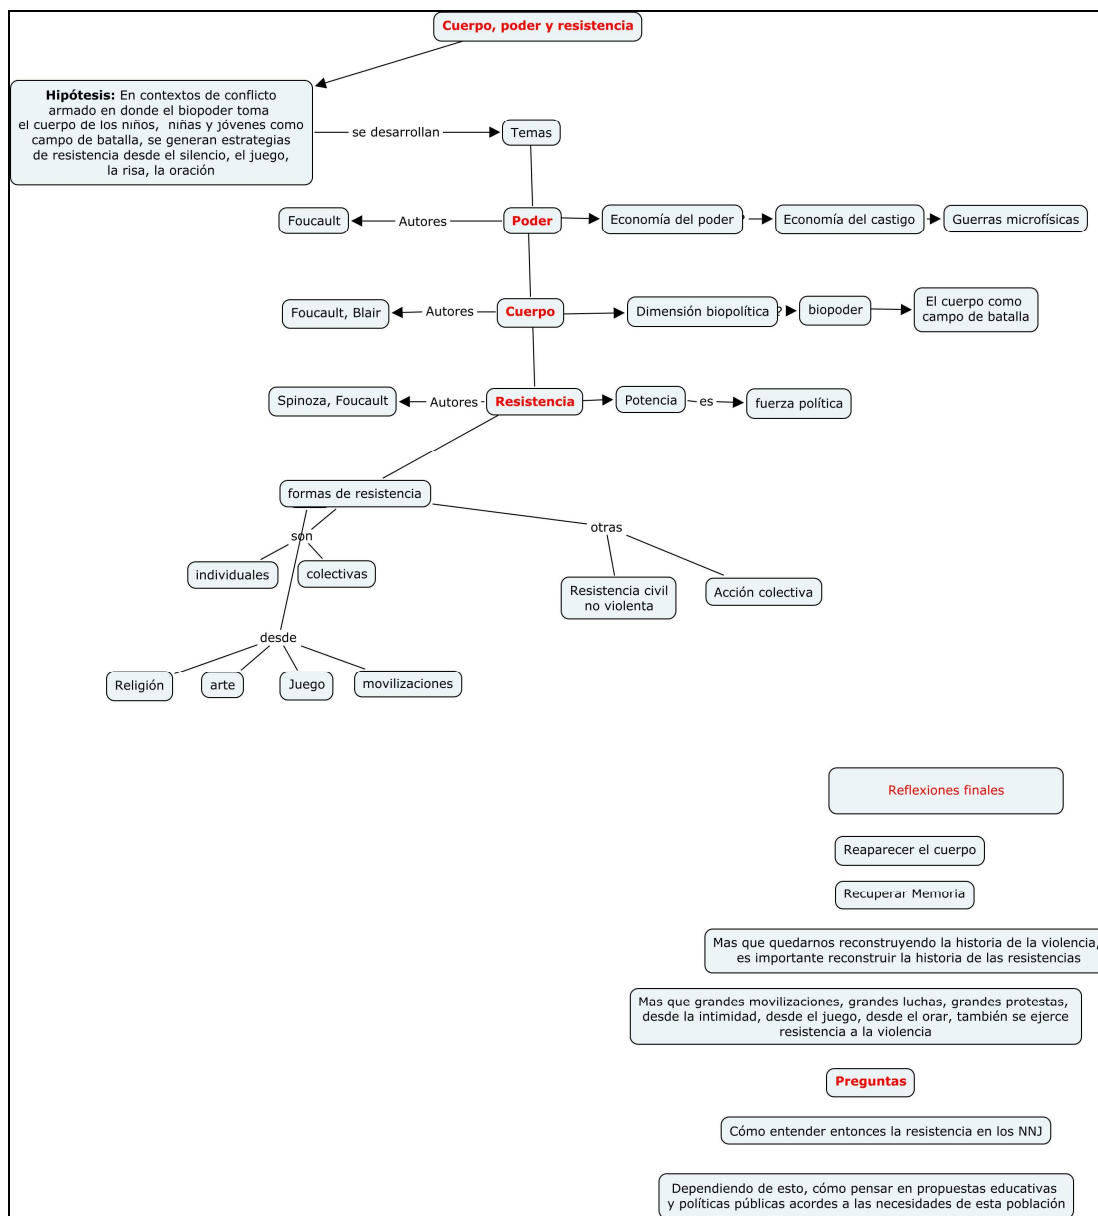 Cuerpo, poder y resistencia
Hipótesis: En contextos de conflicto
armado en donde el biopoder toma
el cuerpo de los niños, niñas y jóvenes como
campo de batalla, se generan estrategias
de resistencia desde el silencio, el juego,
la risa, la oración
se desarrollan
Temas
Foucault
Autores
Poder
Economía del poder
?
Economía del castigo
Guerras microfísicas
Foucault, Blair
Autores
Cuerpo
Dimensión biopolítica
?
biopoder
El cuerpo como
campo de batalla
Spinoza, Foucault
Autores
Resistencia
Potencia
es
fuerza política
formas de resistencia
son
otras
individuales
colectivas
Resistencia civil
no violenta
Acción colectiva
desde
Religión
arte
Juego
movilizaciones
Reflexiones finales
Reaparecer el cuerpo
Recuperar Memoria
Mas que quedarnos reconstruyendo la historia de la violencia,
es importante reconstruir la historia de las resistencias
Mas que grandes movilizaciones, grandes luchas, grandes protestas,
desde la intimidad, desde el juego, desde el orar, también se ejerce
resistencia a la violencia
Preguntas
Cómo entender entonces la resistencia en los NNJ
Dependiendo de esto, cómo pensar en propuestas educativas
y políticas públicas acordes a las necesidades de esta población